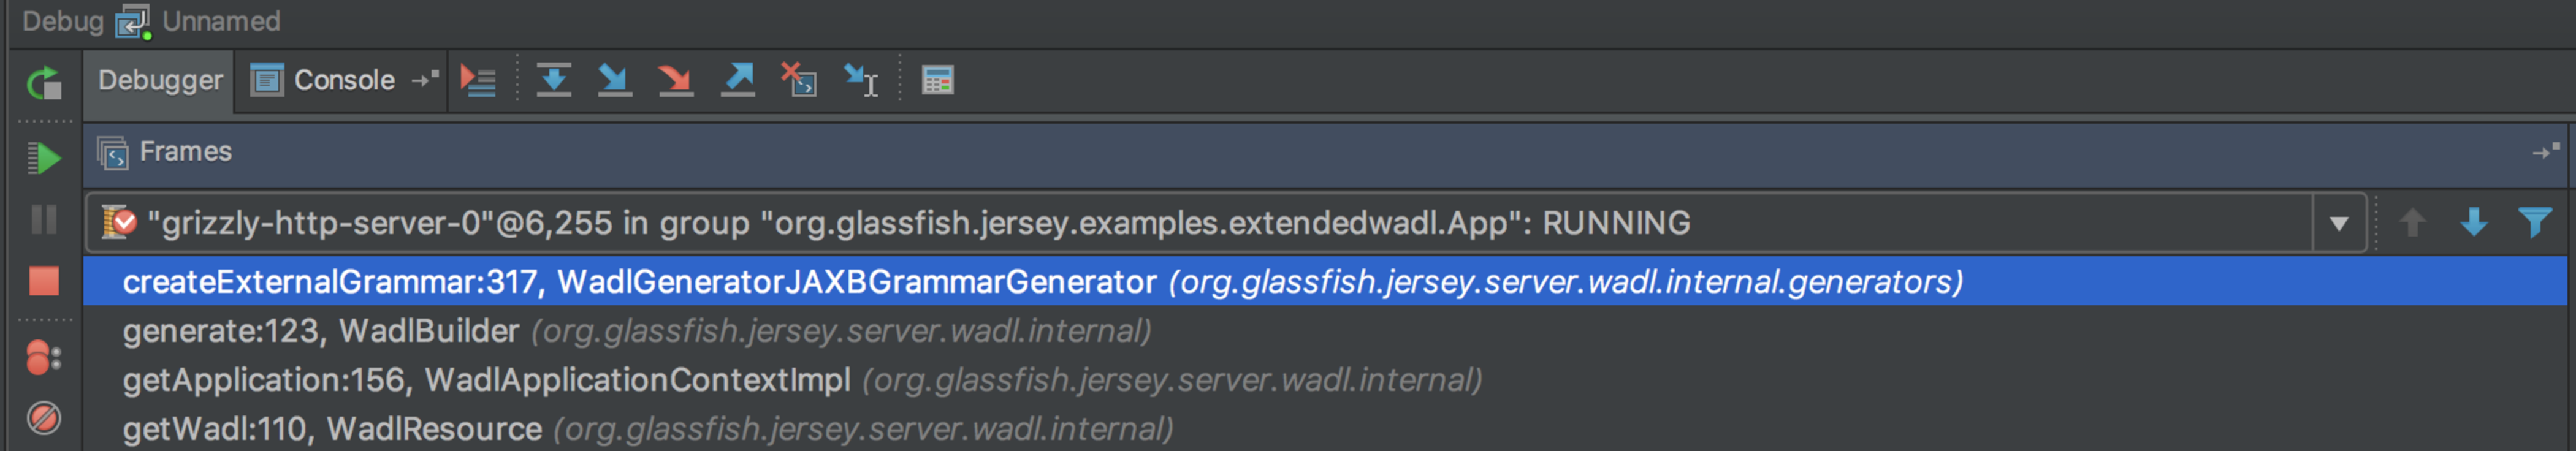 Debug Unnamed
Debugger Console
Frames
"grizzly-http-server-0"@6,255 in group "org.glassfish.jersey.examples.extendedwadl.App": RUNNING
createExternalGrammar:317, WadlGeneratorJAXBGrammarGenerator (org.glassfish.jersey.server.wadl.internal.generators)
generate:123, WadlBuilder (org.glassfish.jersey.server.wadl.internal)
getApplication:156, WadlApplicationContextImpl (org.glassfish.jersey.server.wadl.internal)
getWadl:110, WadlResource (org.glassfish.jersey.server.wadl.internal)